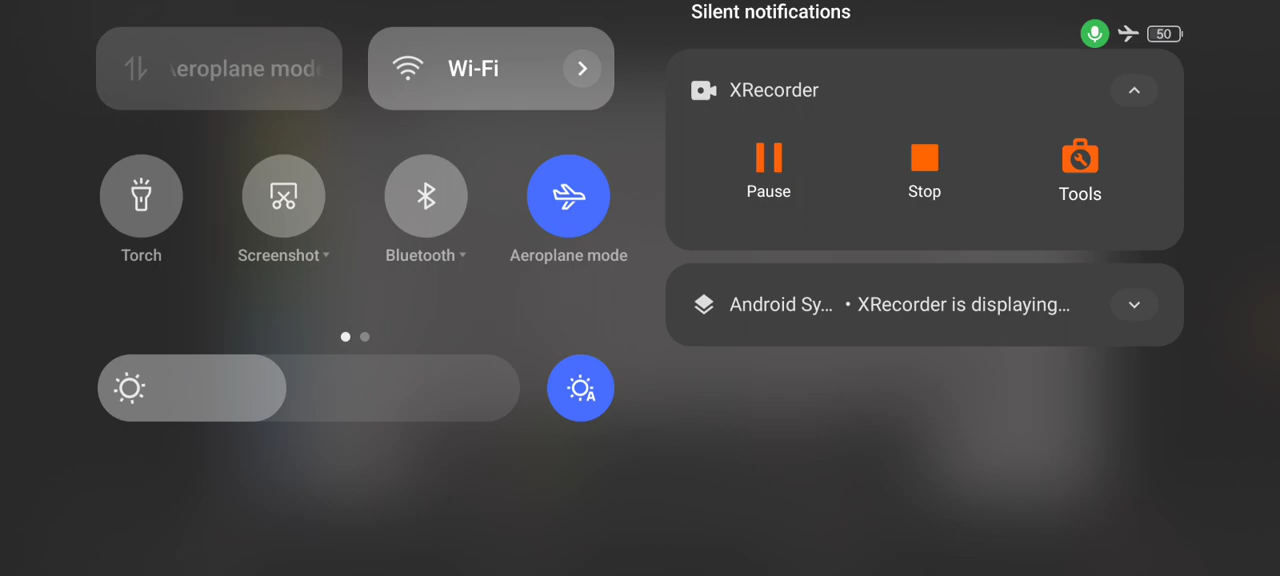 Silent notifications
50
eroplane mod
Wi-Fi
XRecorder
Pause
Stop
Tools
Torch
Screenshot
Bluetooth
Aeroplane mode
Android Sy... • XRecorder is displaying...
A